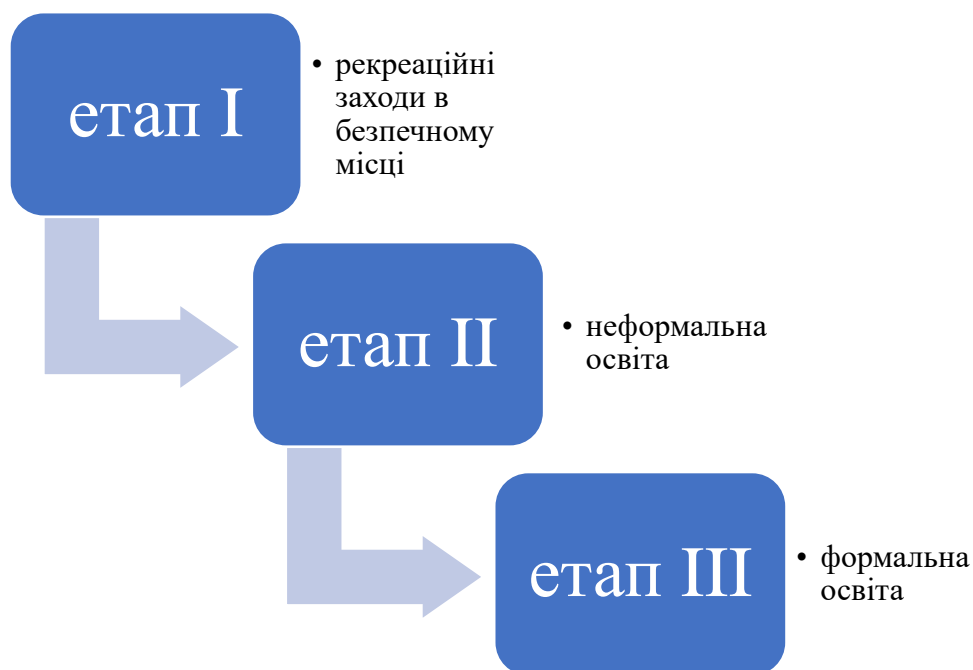 етап I
• рекреаційні
заходи в
безпечному
місці
етап II
• неформальна
освіта
етап III
• формальна
освіта